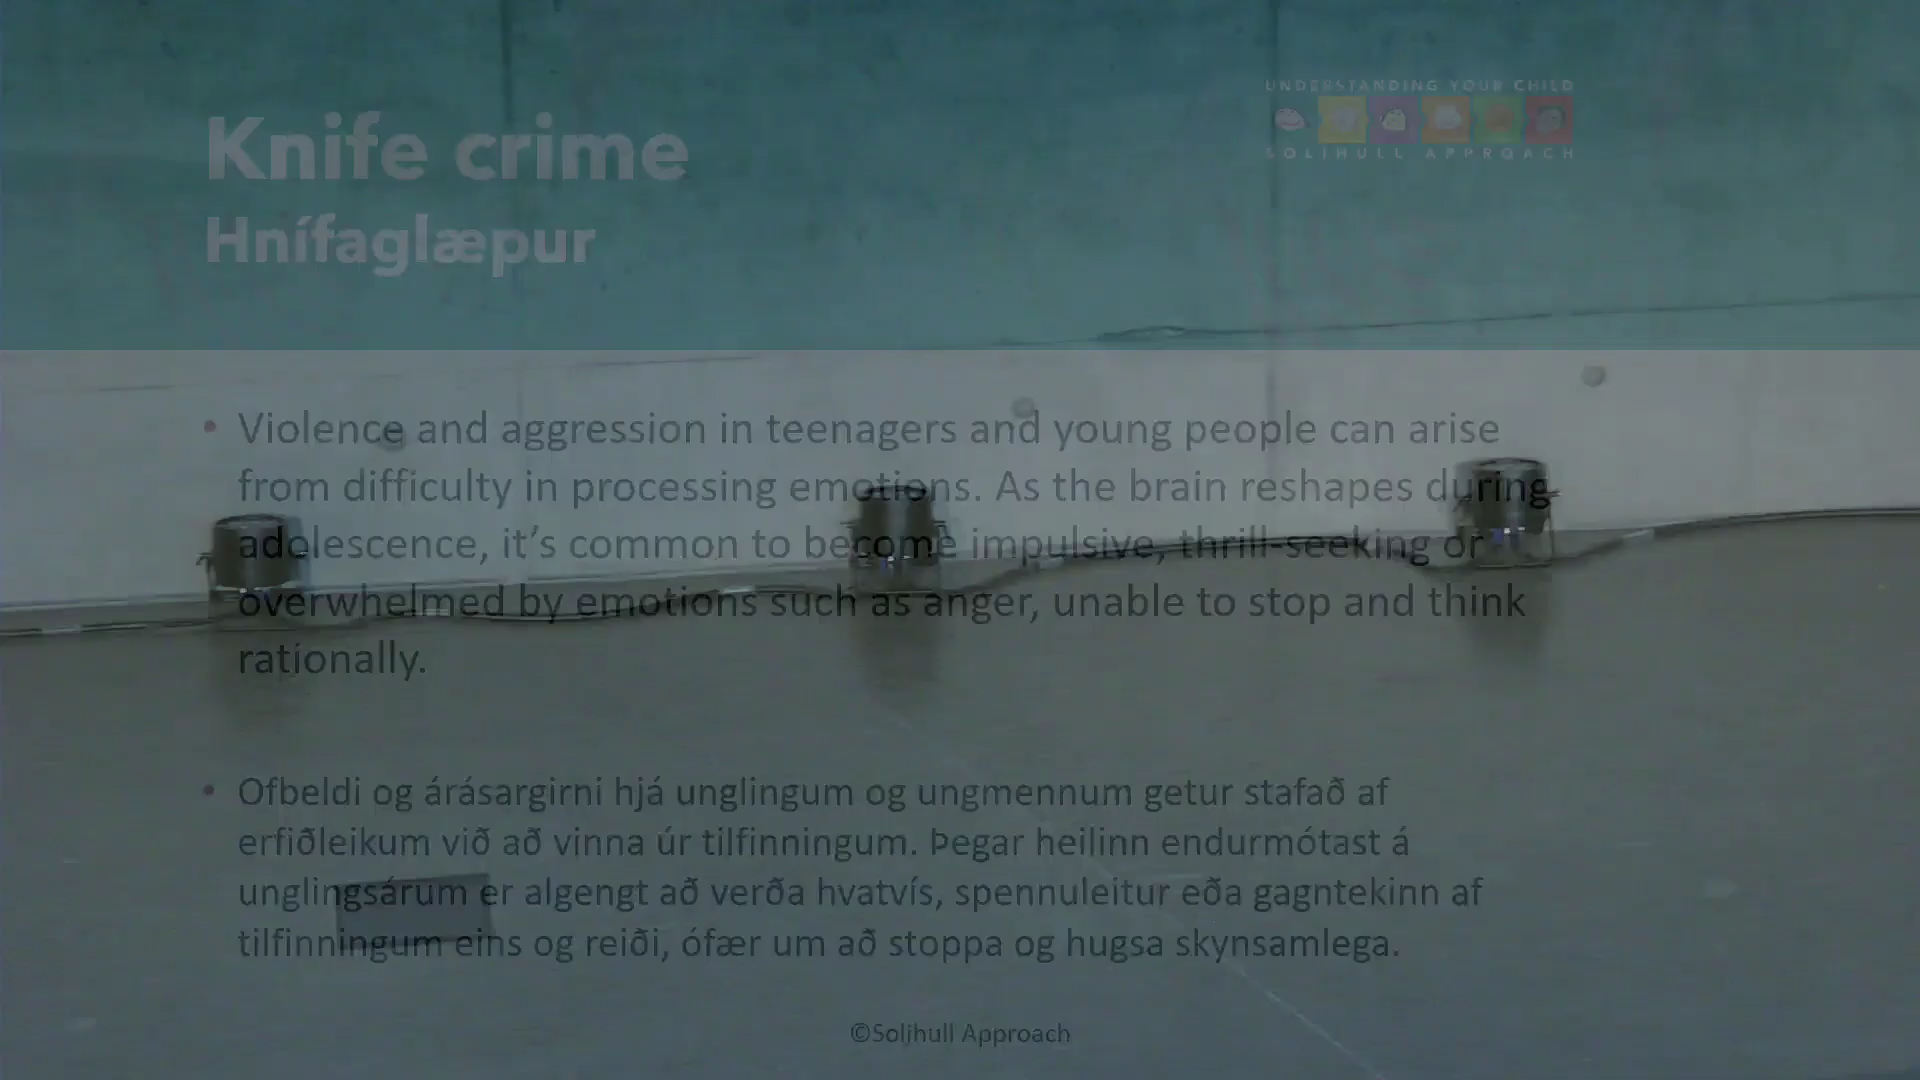 UNDERSTANDING YOUR CHILD
SOLIHULL APPROACH
Knife crime
Hnífaglæpur
• Violence and aggression in teenagers and young people can arise
from difficulty in processing emotions. As the brain reshapes during
adolescence, it’s common to become impulsive, thrill-seeking or
overwhelmed by emotions such as anger, unable to stop and think
rationally.
• Ofbeldi og árásargirni hjá unglingum og ungmennum getur stafað af
erfiðleikum við að vinna úr tilfinningum. Þegar heilinn endurmótast á
unglingsárum er algengt að verða hvatvís, spennuleitur eða gagntekinn af
tilfinningum eins og reiði, ófær um að stoppa og hugsa skynsamlega.
©Solihull Approach